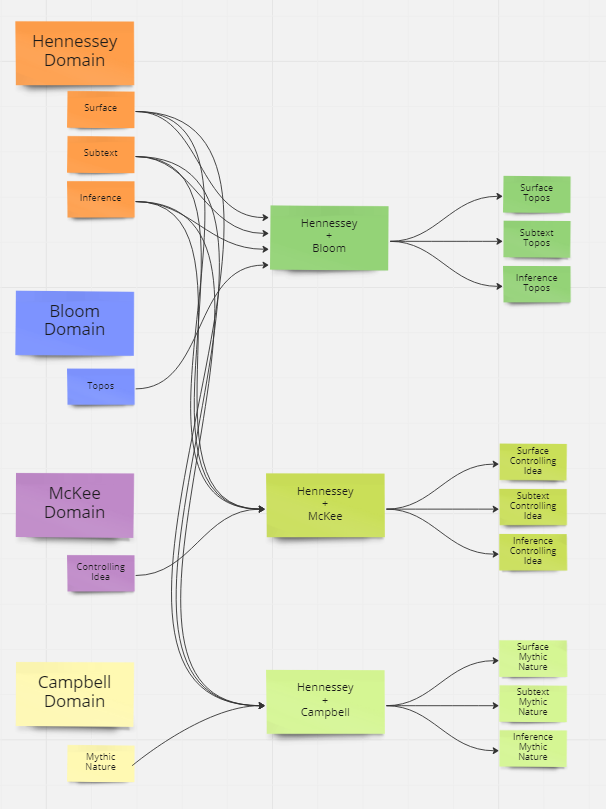 Hennessey
Domain
Surface
Subtext
Inference
Bloom
Domain
Topos
McKee
Domain
Controlling
Idea
Campbell
Domain
Mythic
Nature
Hennessey
+
Bloom
Hennessey
+
McKee
Hennessey
+
Campbell
Surface
Topos
Subtext
Topos
Inference
Topos
Surface
Controlling
Idea
Subtext
Controlling
Idea
Inference
Controlling
Idea
Surface
Mythic
Nature
Subtext
Mythic
Nature
Inference
Mythic
Nature